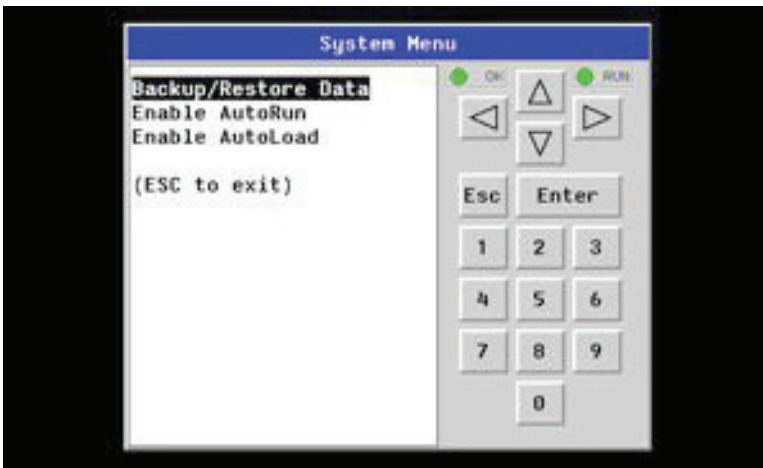 System Menu
Backup/Restore Data
Enable AutoRun
Enable AutoLoad
(ESC to exit)
OK
RUN
Esc
Enter
1
2
3
4
5
6
7
8
9
0